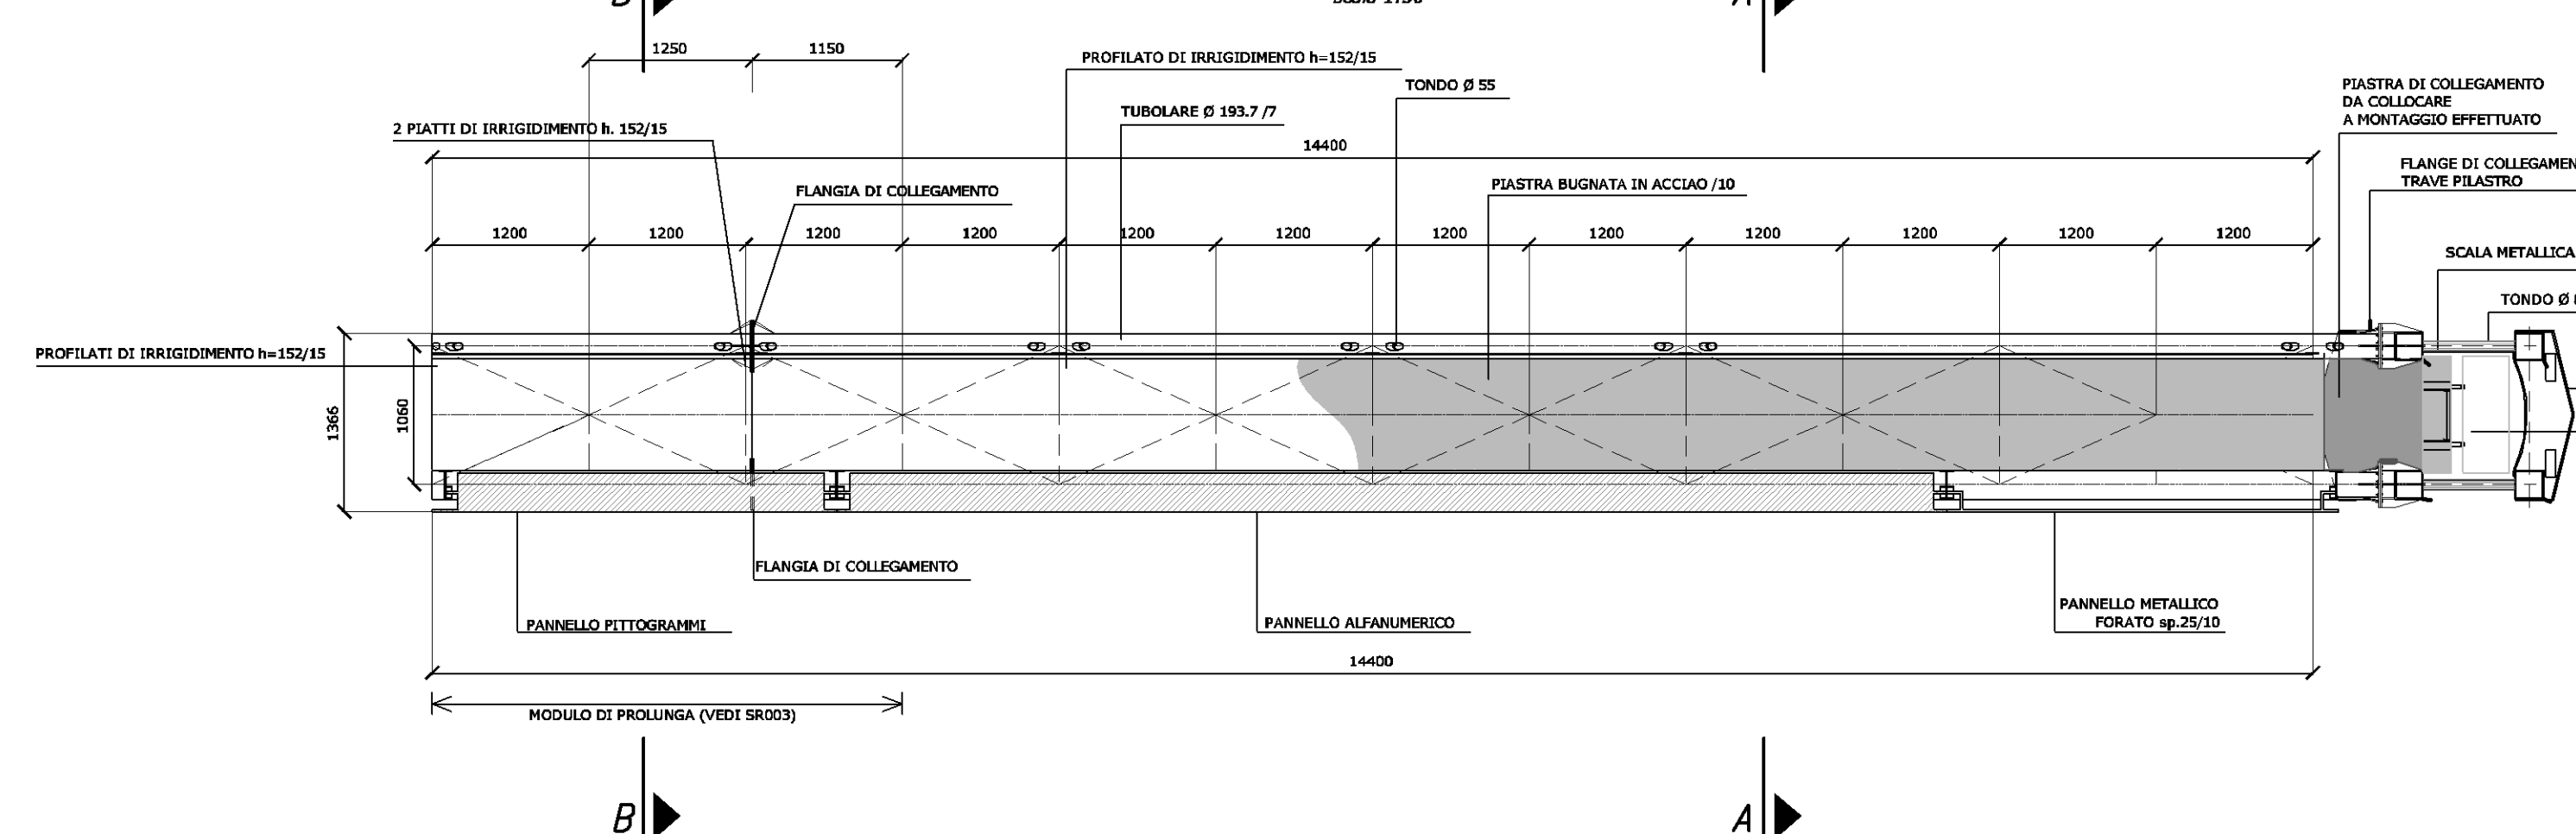 1250
1150
PROFILATO DI IRRIGIDIMENTO h=152/15
TONDO Ø 55
PIASTRA DI COLLEGAMENTO
DA COLLOCARE
A MONTAGGIO EFFETTUATO
TUBOLARE Ø 193.7 /7
2 PIATTI DI IRRIGIDIMENTO h. 152/15
14400
FLANGE DI COLLEGAMEN
TRAVE PILASTRO
FLANGIA DI COLLEGAMENTO
PIASTRA BUGNATA IN ACCIAO /10
1200 1200 1200 1200 1200 1200 1200 1200 1200 1200 1200 1200
SCALA METALLICA
TONDO Ø
PROFILATI DI IRRIGIDIMENTO h=152/15
1366
1060
FLANGIA DI COLLEGAMENTO
PANNELLO PITTOGRAMMI
PANNELLO ALFANUMERICO
PANNELLO METALLICO
FORATO sp.25/10
14400
MODULO DI PROLUNGA (VEDI SR003)
B
A